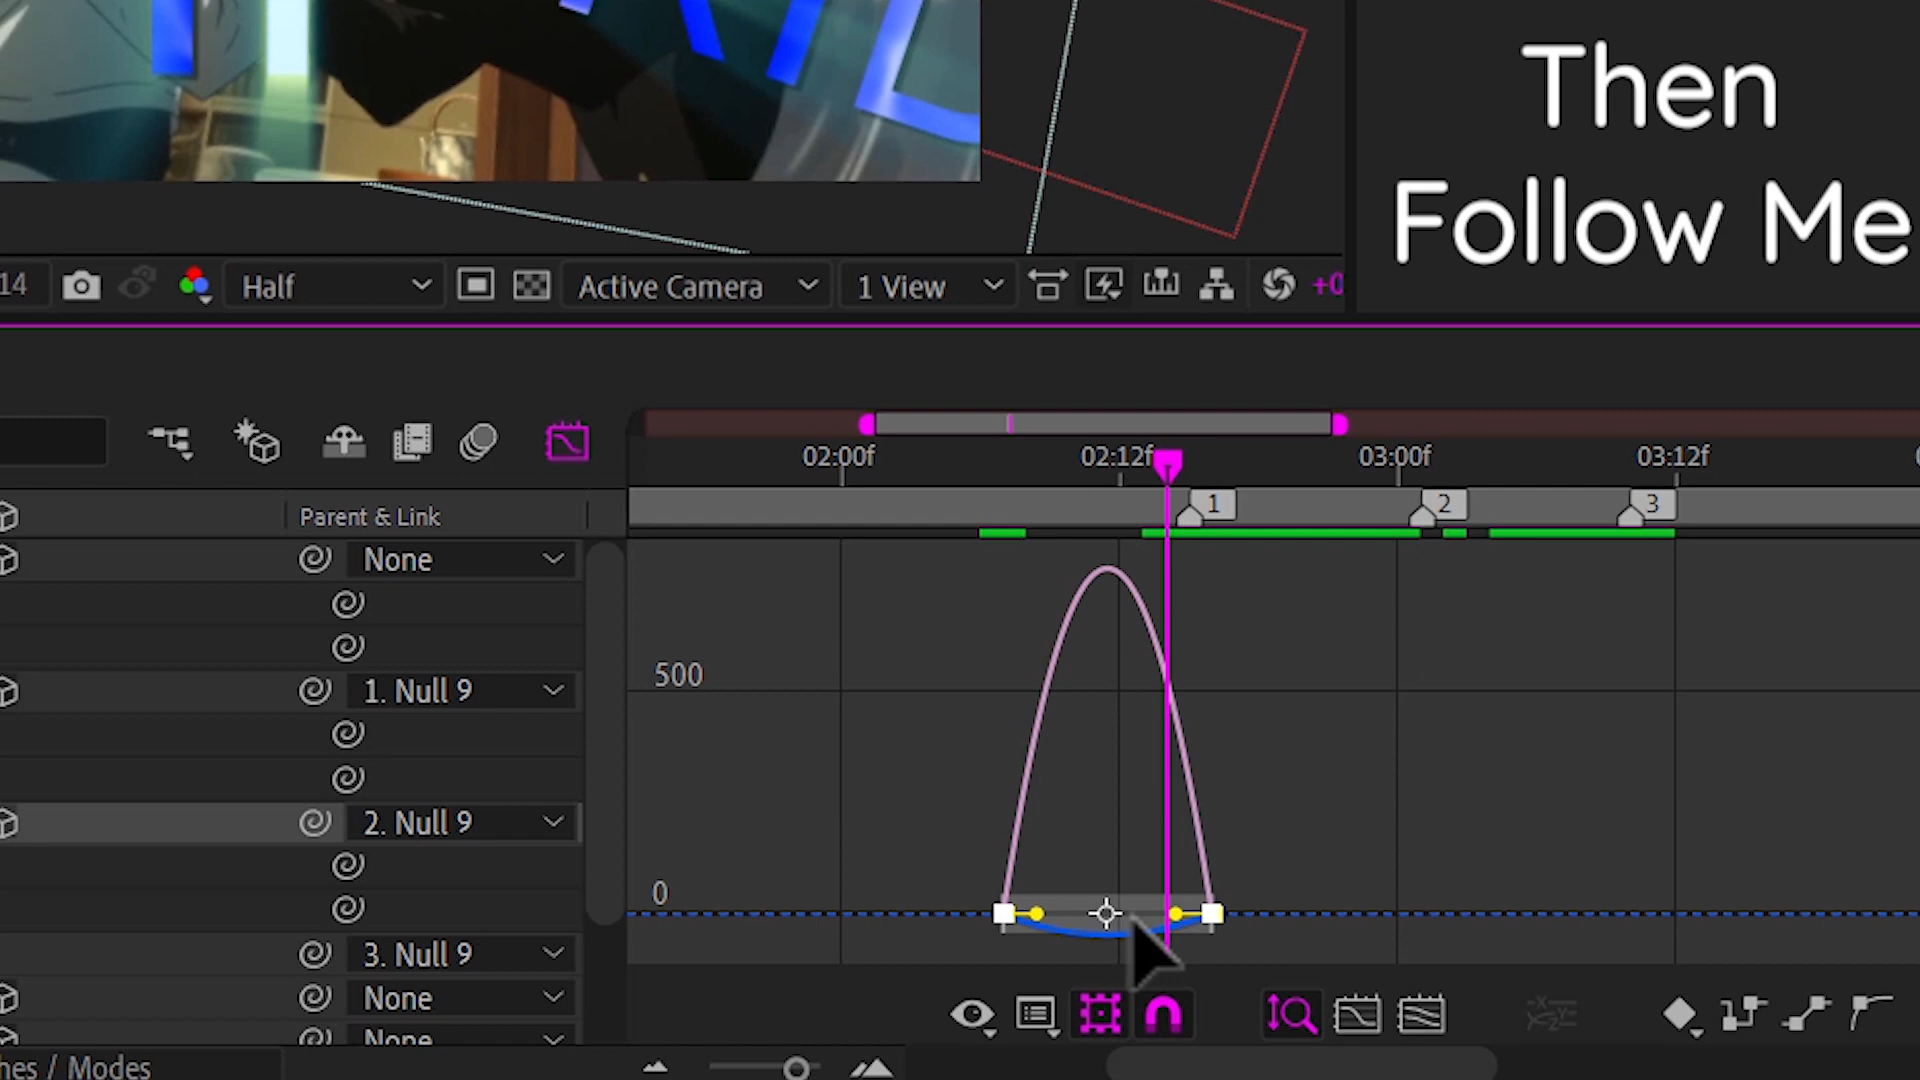 Then
Follow Me
14
Half
Active Camera
1 View
+0
02:00f
02:12f
03:00f
03:12f
Parent & Link
1
2
3
None
1. Null 9
500
2. Null 9
0
3. Null 9
None
None
hes / Modes